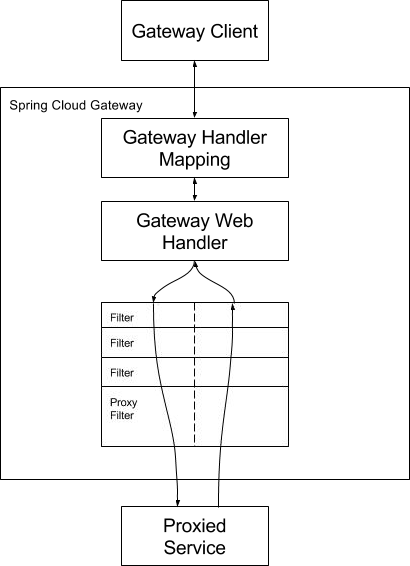 Gateway Client
Spring Cloud Gateway
Gateway Handler
Mapping
Gateway Web
Handler
Filter
Filter
Filter
Proxy
Filter
Proxied
Service